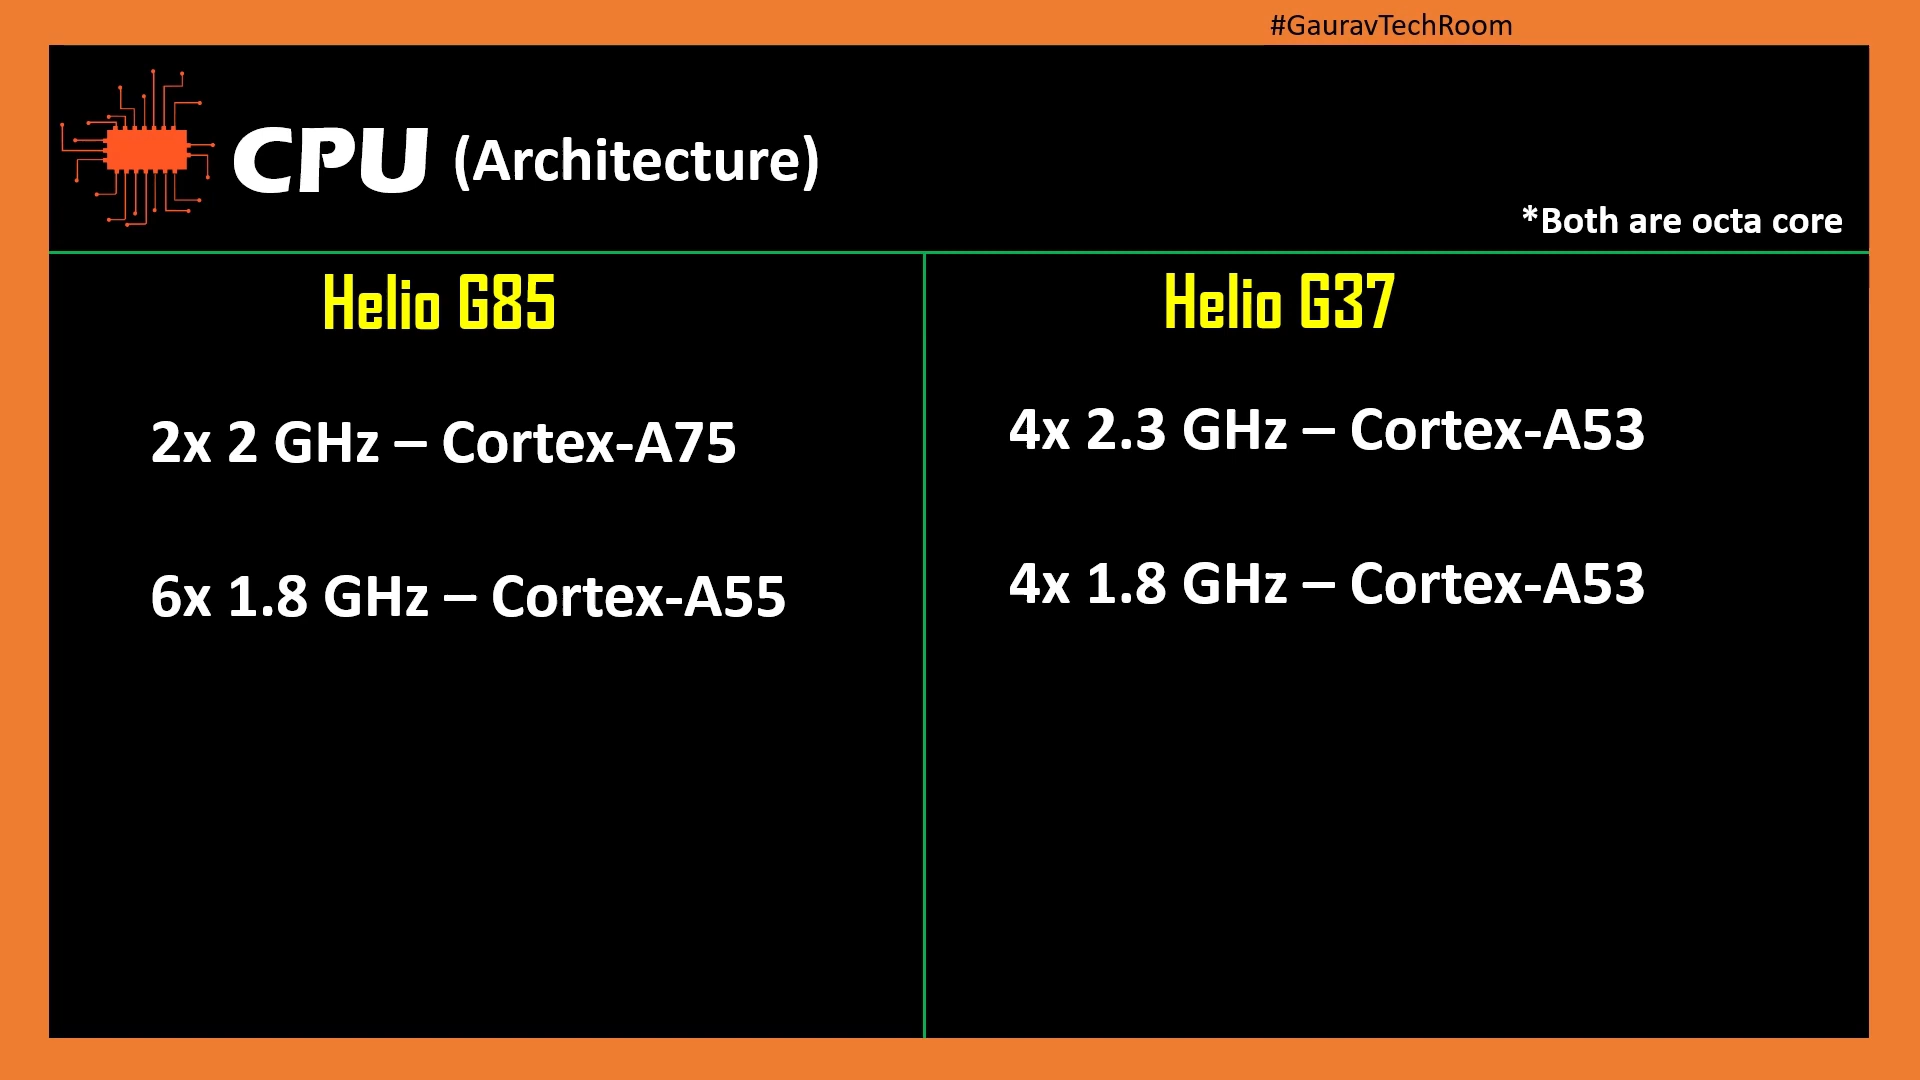 #GauravTechRoom
CPU (Architecture)
*Both are octa core
Helio G85
2x 2 GHz – Cortex-A75
6x 1.8 GHz – Cortex-A55
Helio G37
4x 2.3 GHz – Cortex-A53
4x 1.8 GHz – Cortex-A53